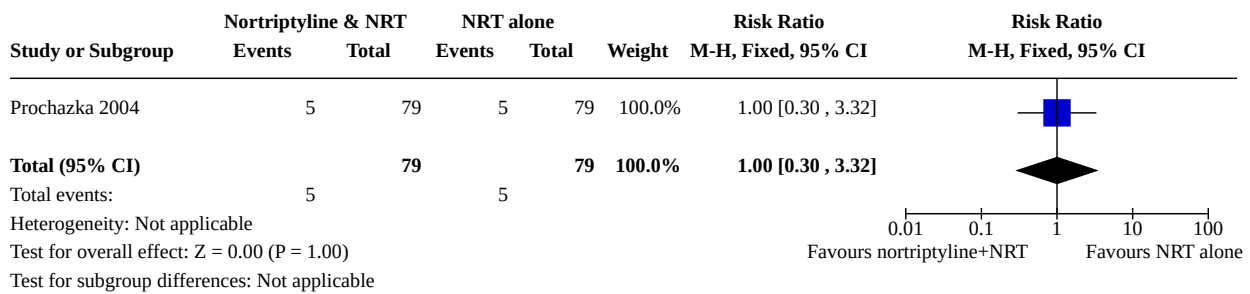 Nortriptyline & NRT NRT alone Risk Ratio Risk Ratio
Study or Subgroup Events Total Events Total Weight M-H, Fixed, 95% CI M-H, Fixed, 95% CI
Prochazka 2004 5 79 5 79 100.0% 1.00 [0.30 , 3.32]
Total (95% CI) 79 79 100.0% 1.00 [0.30 , 3.32]
Total events: 5 5
Heterogeneity: Not applicable
0.01 0.1 1 10 100
Test for overall effect: Z = 0.00 (P = 1.00) Favours nortriptyline+NRT Favours NRT alone
Test for subgroup differences: Not applicable